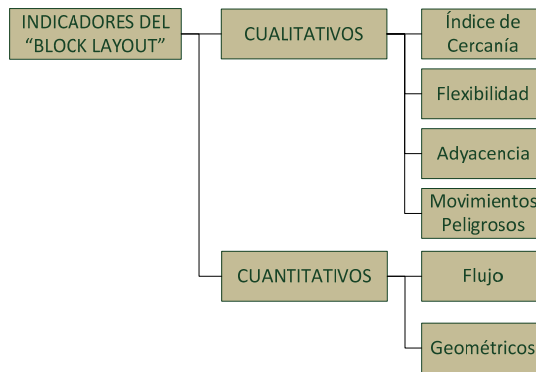 INDICADORES DEL
“BLOCK LAYOUT”
CUALITATIVOS
Índice de
Cercanía
Flexibilidad
Adyacencia
Movimientos
Peligrosos
CUANTITATIVOS
Flujo
Geométricos